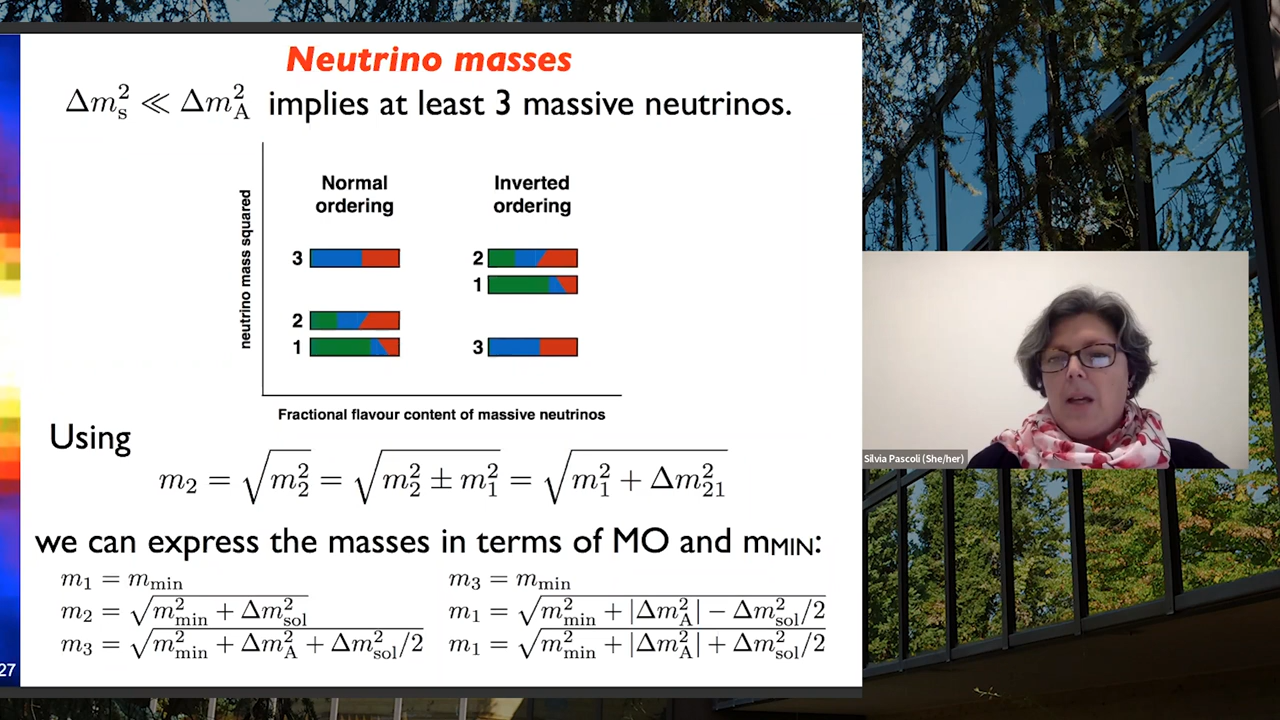 Neutrino masses
Δm²ₛ ≪ Δm²_A implies at least 3 massive neutrinos.
neutrino mass squared
Normal ordering
Inverted ordering
3
2
1
2
1
3
Fractional flavour content of massive neutrinos
Using
m₂ = √(m₂²) = √(m₂² ± m₁²) = √(m₁² + Δm²₂₁)
we can express the masses in terms of MO and mMIN:
m₁ = m_min
m₂ = √(m²_min + Δm²_sol)
m₃ = √(m²_min + Δm²_A + Δm²_sol/2)
m₃ = m_min
m₁ = √(m²_min + |Δm²_A| − Δm²_sol/2)
m₁ = √(m²_min + |Δm²_A| + Δm²_sol/2)
27
Silvia Pascoli (She/her)